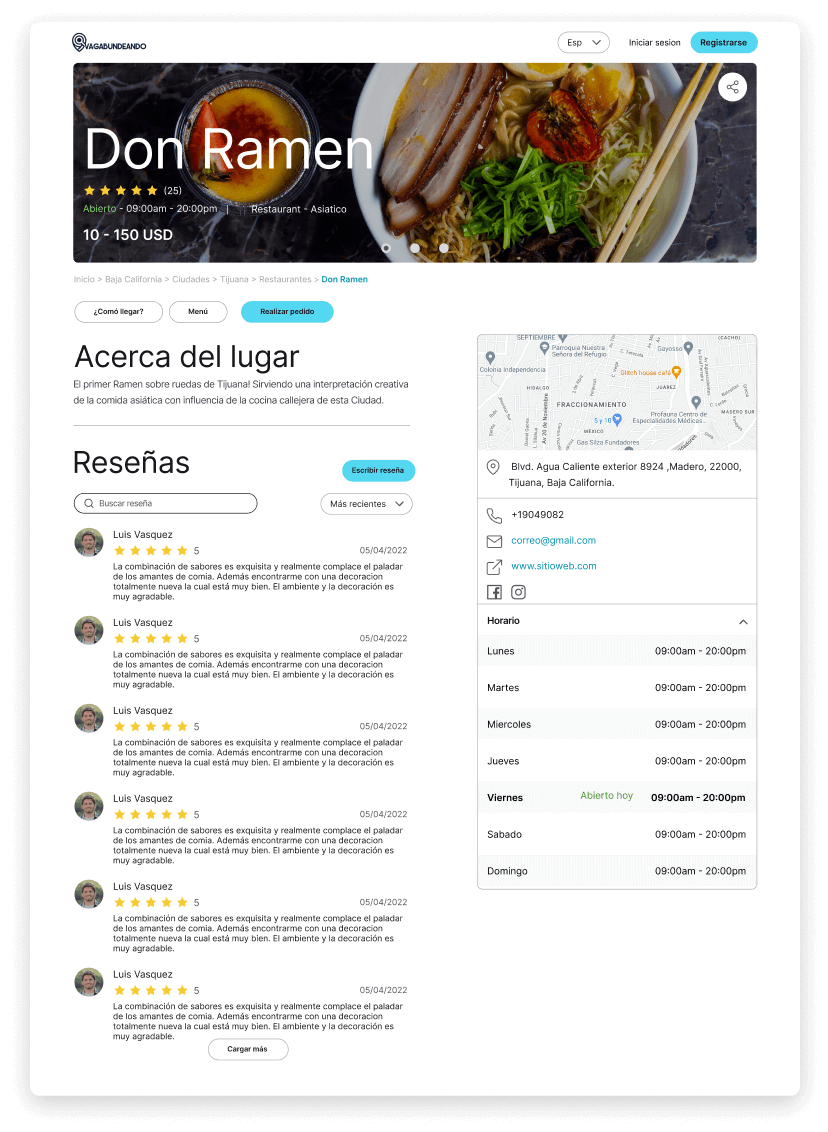 VAGABUNDEANDO
Esp
Iniciar sesion
Registrarse
Don Ramen
(25)
Abierto - 09:00am - 20:00pm | Restaurant - Asiatico
10 - 150 USD
Inicio > Baja California > Ciudades > Tijuana > Restaurantes > Don Ramen
¿Comó llegar?
Menú
Realizar pedido
Acerca del lugar
El primer Ramen sobre ruedas de Tijuana! Sirviendo una interpretación creativa
de la comida asiática con influencia de la cocina callejera de esta Ciudad.
Reseñas
Escribir reseña
Buscar reseña
Más recientes
Luis Vasquez
5
05/04/2022
La combinación de sabores es exquisita y realmente complace el paladar
de los amantes de comia. Además encontrarme con una decoracion
totalmente nueva la cual está muy bien. El ambiente y la decoración es
muy agradable.
Luis Vasquez
5
05/04/2022
La combinación de sabores es exquisita y realmente complace el paladar
de los amantes de comia. Además encontrarme con una decoracion
totalmente nueva la cual está muy bien. El ambiente y la decoración es
muy agradable.
Luis Vasquez
5
05/04/2022
La combinación de sabores es exquisita y realmente complace el paladar
de los amantes de comia. Además encontrarme con una decoracion
totalmente nueva la cual está muy bien. El ambiente y la decoración es
muy agradable.
Luis Vasquez
5
05/04/2022
La combinación de sabores es exquisita y realmente complace el paladar
de los amantes de comia. Además encontrarme con una decoracion
totalmente nueva la cual está muy bien. El ambiente y la decoración es
muy agradable.
Luis Vasquez
5
05/04/2022
La combinación de sabores es exquisita y realmente complace el paladar
de los amantes de comia. Además encontrarme con una decoracion
totalmente nueva la cual está muy bien. El ambiente y la decoración es
muy agradable.
Luis Vasquez
5
05/04/2022
La combinación de sabores es exquisita y realmente complace el paladar
de los amantes de comia. Además encontrarme con una decoracion
totalmente nueva la cual está muy bien. El ambiente y la decoración es
muy agradable.
Cargar más
SEPTIEMBRE
(CACHO)
Parroquia Nuestra
Señora del Refugio
Gayosso
Colonia Independencia
Glitch house café
HIDALGO
JUAREZ
Av 20 de Noviembre
FRACCIONAMIENTO
MADERO SUR
5 y 10
Profauna Centro de
Especialidades Médicas..
MÉXICO
Gas Silza Fundadores
Blvd. Agua Caliente exterior 8924 ,Madero, 22000,
Tijuana, Baja California.
+19049082
correo@gmail.com
www.sitioweb.com
Horario
Lunes 09:00am - 20:00pm
Martes 09:00am - 20:00pm
Miercoles 09:00am - 20:00pm
Jueves 09:00am - 20:00pm
Viernes Abierto hoy 09:00am - 20:00pm
Sabado 09:00am - 20:00pm
Domingo 09:00am - 20:00pm